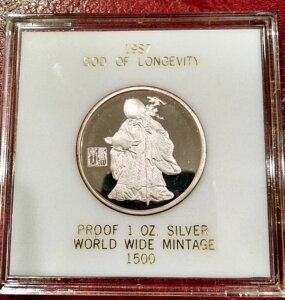 1987
GOD OF LONGEVITY
PROOF 1 OZ. SILVER
WORLD WIDE MINTAGE
1500